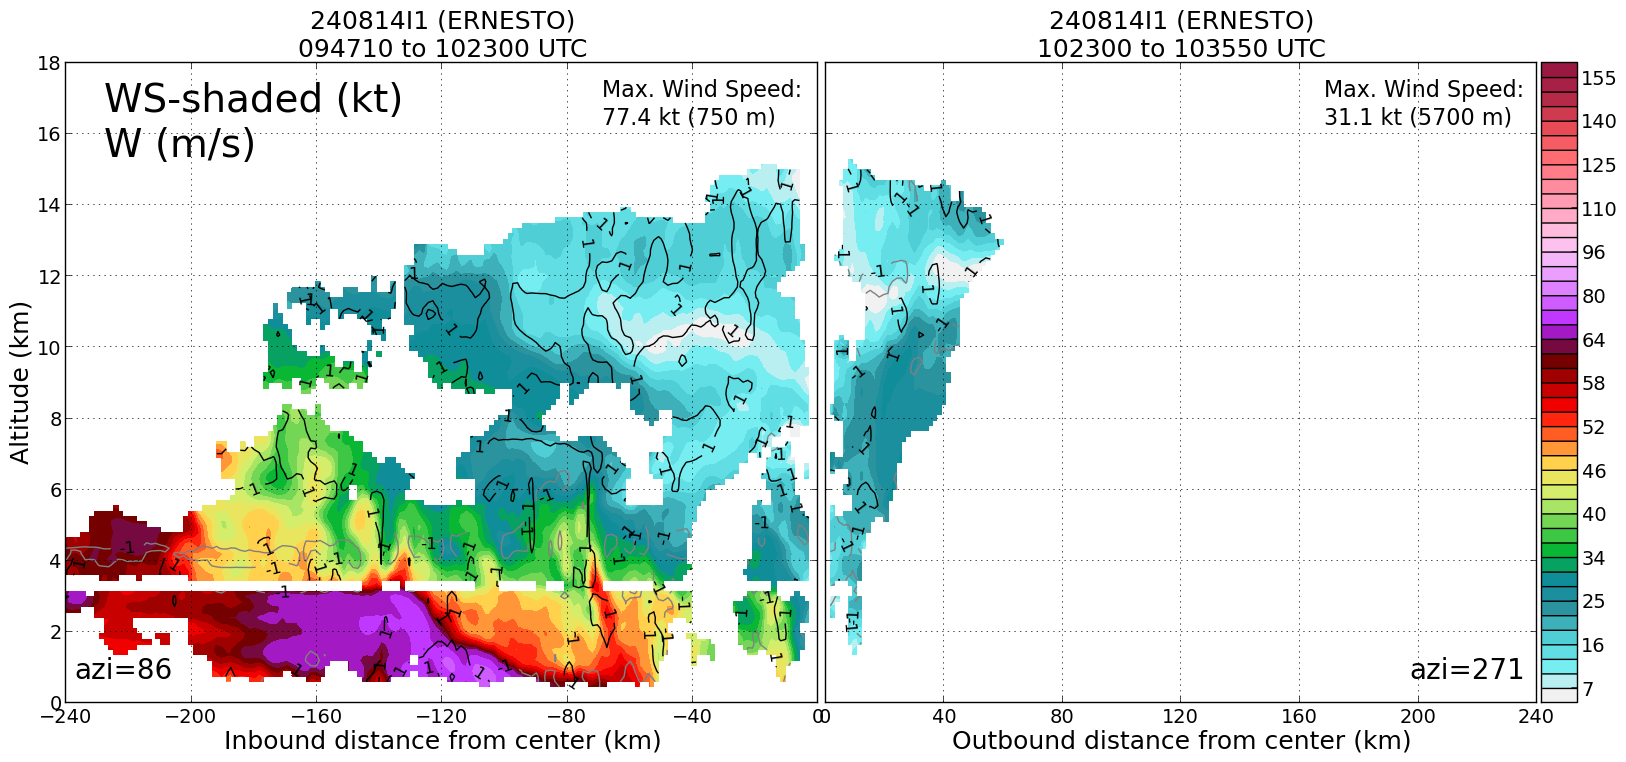 240814I1 (ERNESTO)
094710 to 102300 UTC
240814I1 (ERNESTO)
102300 to 103550 UTC
WS-shaded (kt)
W (m/s)
Max. Wind Speed:
77.4 kt (750 m)
Max. Wind Speed:
31.1 kt (5700 m)
Altitude (km)
18
16
14
12
10
8
6
4
2
0
azi=86
azi=271
−240 −200 −160 −120 −80 −40 0
0 40 80 120 160 200 240
Inbound distance from center (km)
Outbound distance from center (km)
155
140
125
110
96
80
64
58
52
46
40
34
25
16
7